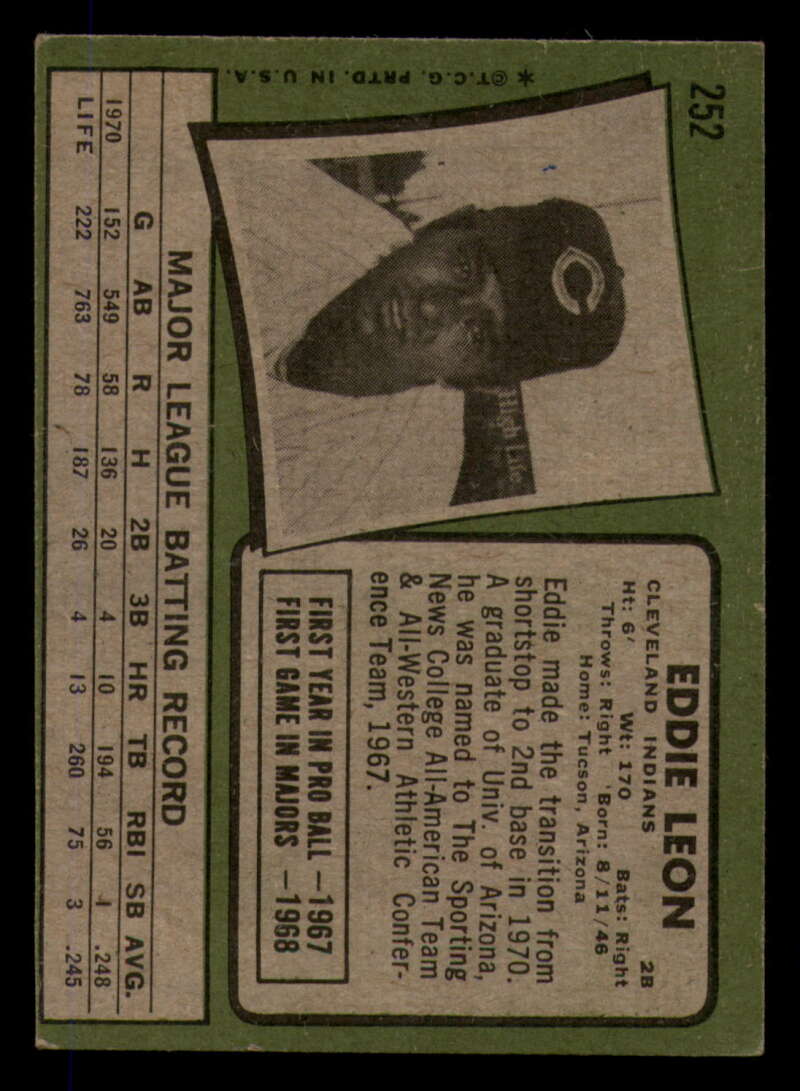 252
* ©T.C.G. PRTD. IN U.S.A.
High Life
EDDIE LEON
CLEVELAND INDIANS 2B
Ht: 6' Wt: 170 Bats: Right
Throws: Right Born: 8/11/46
Home: Tucson, Arizona
Eddie made the transition from
shortstop to 2nd base in 1970.
A graduate of Univ. of Arizona,
he was named to The Sporting
News College All-American Team
& All-Western Athletic Confer-
ence Team, 1967.
FIRST YEAR IN PRO BALL —1967
FIRST GAME IN MAJORS —1968
MAJOR LEAGUE BATTING RECORD
G AB R H 2B 3B HR TB RBI SB AVG.
1970 152 549 58 136 20 4 10 194 56 1 .248
LIFE 222 763 78 187 26 4 13 260 75 3 .245